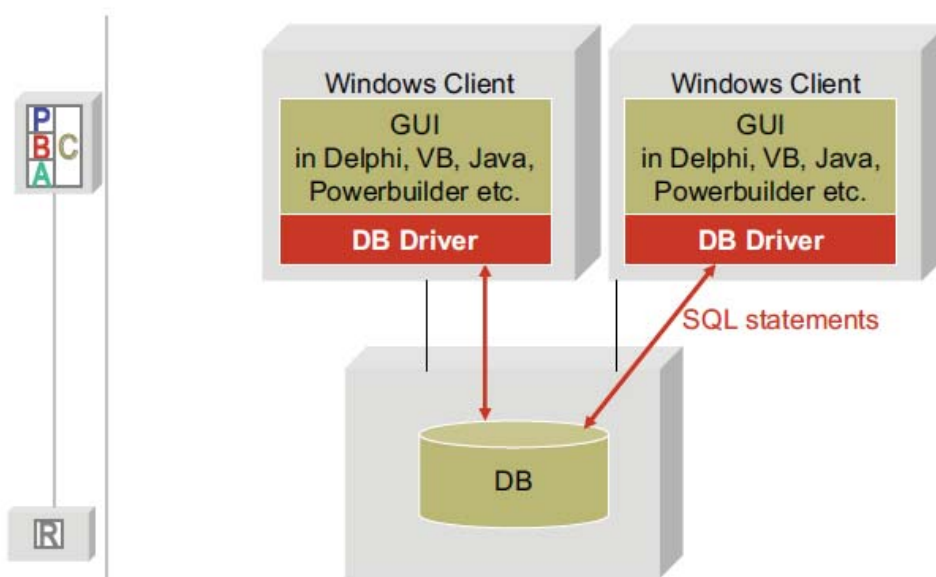 P
B
A
C
R
Windows Client
GUI
in Delphi, VB, Java,
Powerbuilder etc.
DB Driver
Windows Client
GUI
in Delphi, VB, Java,
Powerbuilder etc.
DB Driver
SQL statements
DB